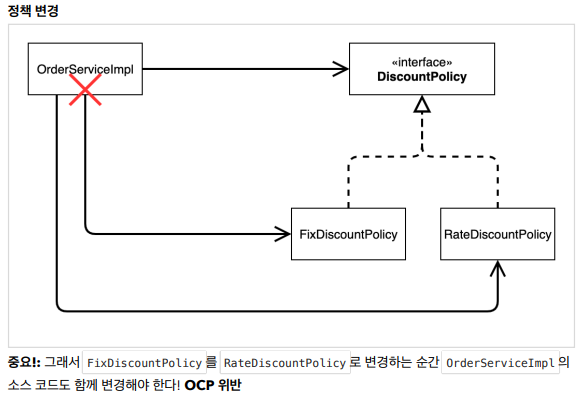 정책 변경
OrderServiceImpl
«interface»
DiscountPolicy
FixDiscountPolicy
RateDiscountPolicy
중요!: 그래서 FixDiscountPolicy 를 RateDiscountPolicy 로 변경하는 순간 OrderServiceImpl 의
소스 코드도 함께 변경해야 한다! OCP 위반